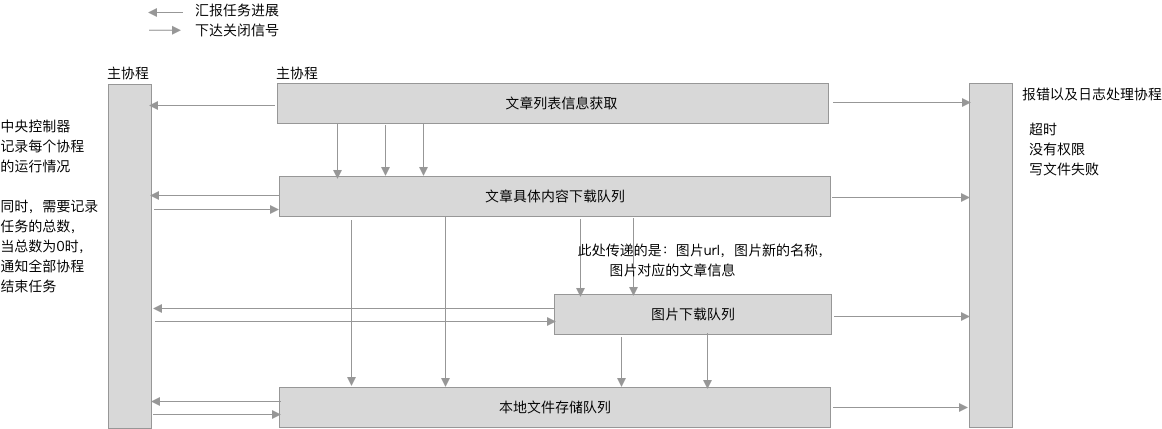 汇报任务进展
下达关闭信号
主协程
主协程
文章列表信息获取
报错以及日志处理协程
中央控制器
记录每个协程
的运行情况
超时
没有权限
写文件失败
文章具体内容下载队列
同时，需要记录
任务的总数，
当总数为0时，
通知全部协程
结束任务
此处传递的是：图片url，图片新的名称，
图片对应的文章信息
图片下载队列
本地文件存储队列